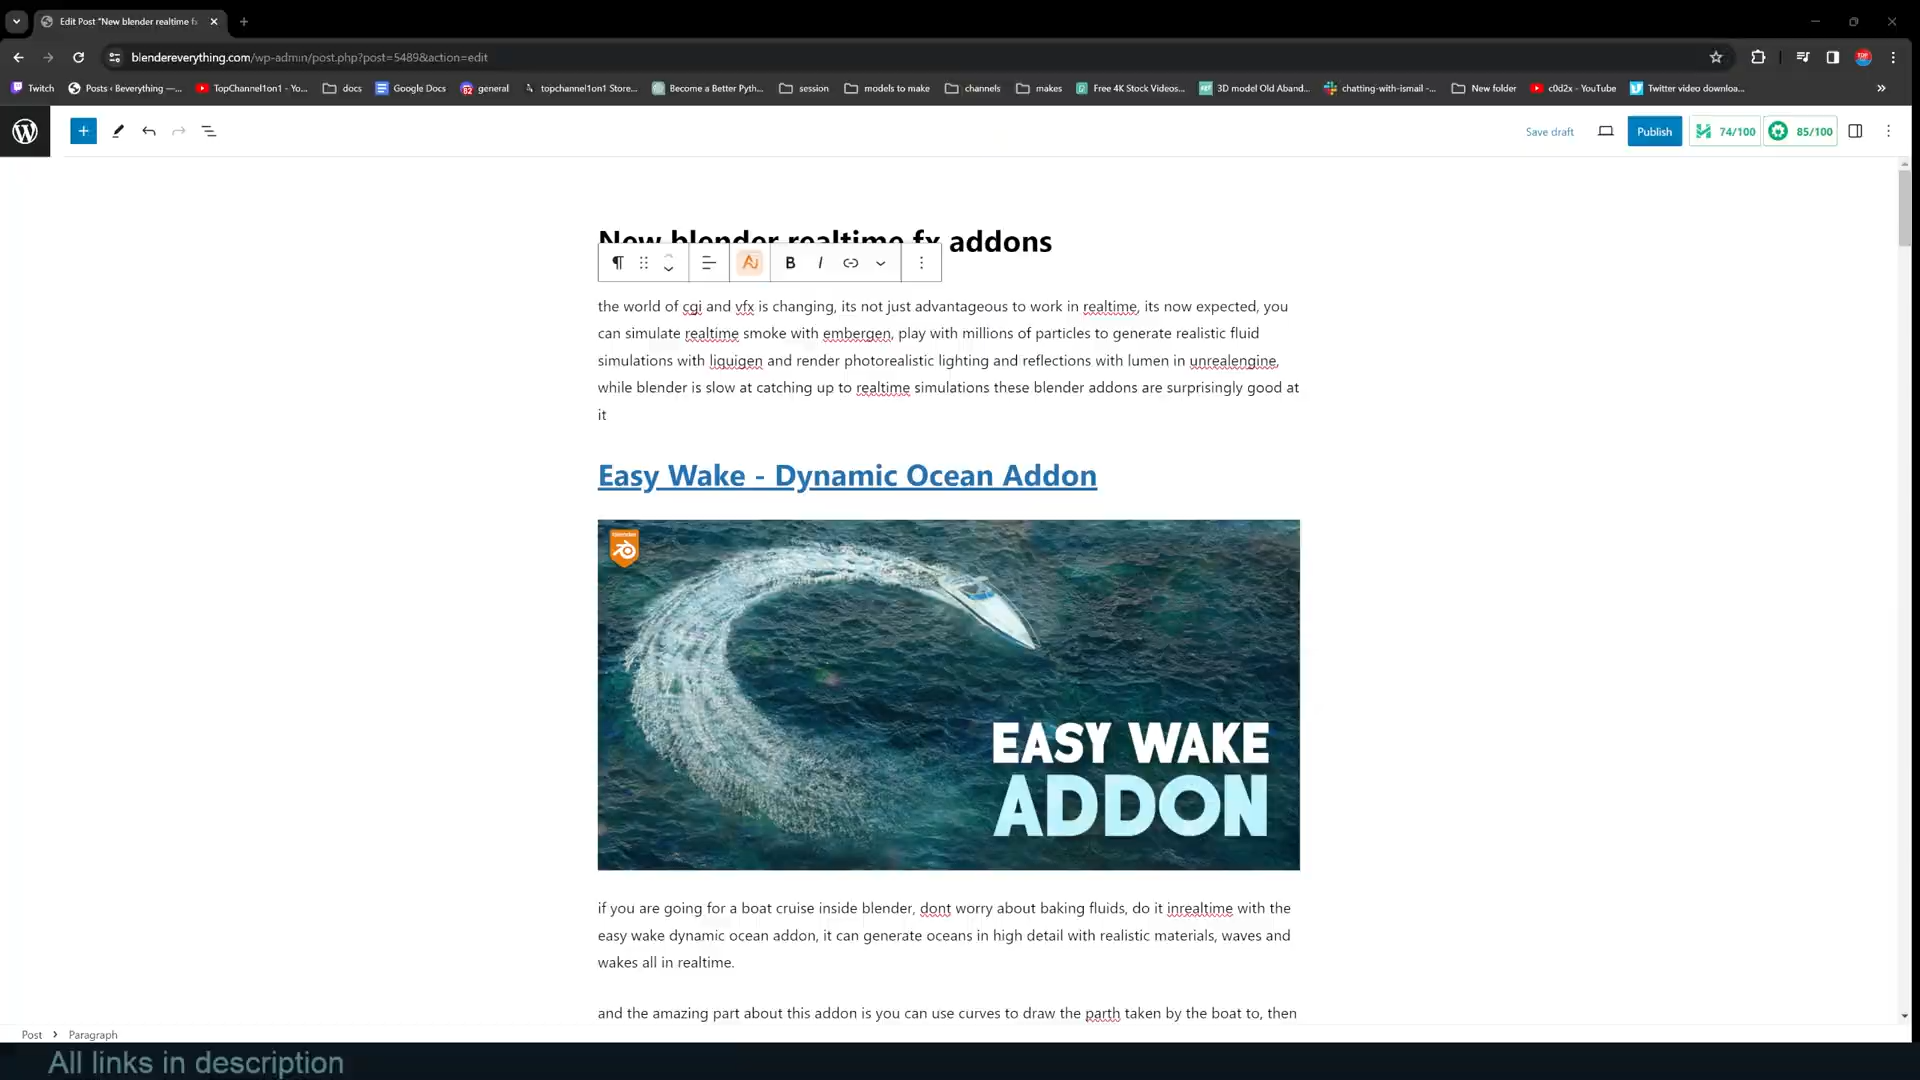 Edit Post "New blender realtime fx
blendereverything.com/wp-admin/post.php?post=5489&action=edit
Twitch
Posts ‹ Beverything —...
TopChannel1on1 - Yo...
docs
Google Docs
general
topchannel1on1 Store...
Become a Better Pyth...
session
models to make
channels
makes
Free 4K Stock Videos...
3D model Old Aband...
chatting-with-ismail -...
New folder
c0d2x - YouTube
Twitter video downloa...
Save draft
Publish
74/100
85/100
New blender realtime fx addons
the world of cgi and vfx is changing, its not just advantageous to work in realtime, its now expected, you
can simulate realtime smoke with embergen, play with millions of particles to generate realistic fluid
simulations with liquigen and render photorealistic lighting and reflections with lumen in unrealengine,
while blender is slow at catching up to realtime simulations these blender addons are surprisingly good at
it
Easy Wake - Dynamic Ocean Addon
EASY WAKE
ADDON
if you are going for a boat cruise inside blender, dont worry about baking fluids, do it inrealtime with the
easy wake dynamic ocean addon, it can generate oceans in high detail with realistic materials, waves and
wakes all in realtime.
and the amazing part about this addon is you can use curves to draw the parth taken by the boat to, then
Post › Paragraph
All links in description